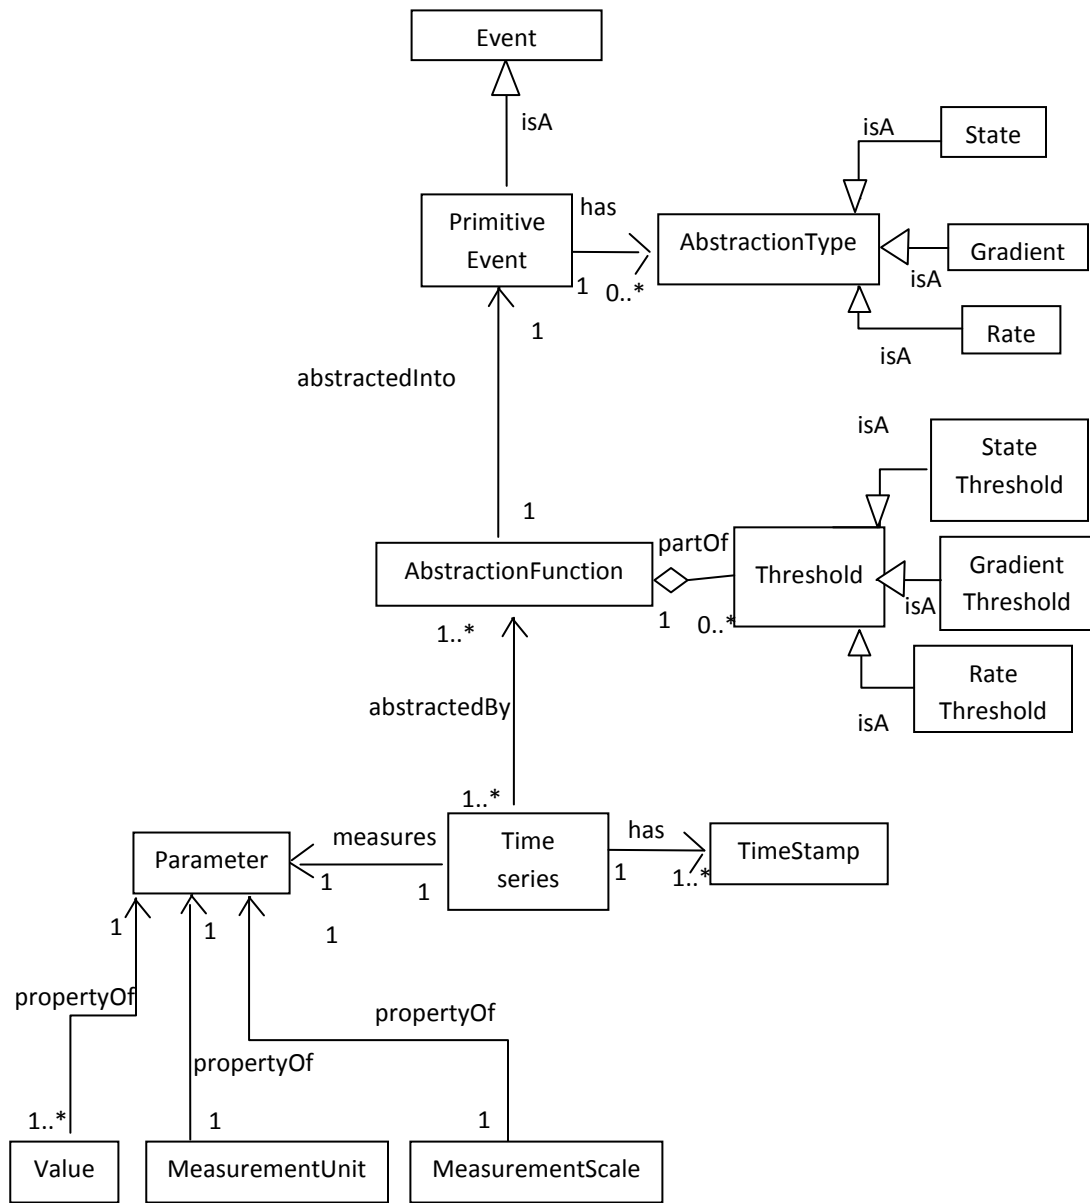 Event
isA
isA
State
Primitive
Event
has
AbstractionType
Gradient
isA
1
0..*
1
Rate
isA
abstractedInto
isA
State
Threshold
1
partOf
AbstractionFunction
Threshold
Gradient
Threshold
isA
1..*
1
0..*
Rate
Threshold
abstractedBy
isA
1..*
measures
Time
series
has
TimeStamp
Parameter
1
1
1
1..*
1
1
1
propertyOf
propertyOf
propertyOf
1..*
1
1
Value
MeasurementUnit
MeasurementScale